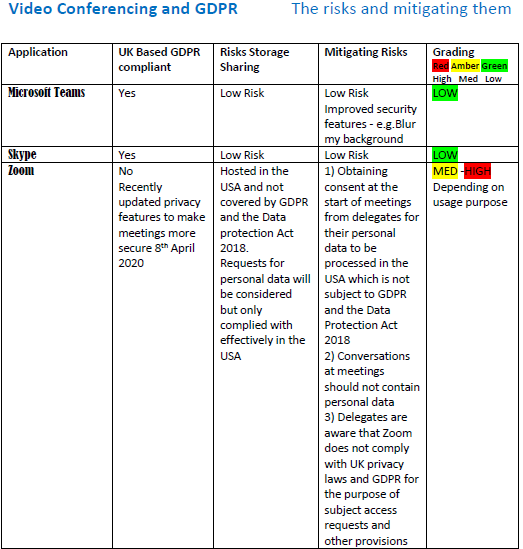 Video Conferencing and GDPR The risks and mitigating them
Application
UK Based GDPR
compliant
Risks Storage
Sharing
Mitigating Risks
Grading
Red Amber Green
High Med Low
Microsoft Teams
Yes
Low Risk
Low Risk
Improved security
features - e.g.Blur
my background
LOW
Skype
Yes
Low Risk
Low Risk
LOW
Zoom
No
Recently
updated privacy
features to make
meetings more
secure 8th April
2020
Hosted in the
USA and not
covered by GDPR
and the Data
protection Act
2018.
Requests for
personal data will
be considered
but only
complied with
effectively in the
USA
1) Obtaining
consent at the
start of meetings
from delegates for
their personal
data to be
processed in the
USA which is not
subject to GDPR
and the Data
Protection Act
2018
2) Conversations
at meetings
should not contain
personal data
3) Delegates are
aware that Zoom
does not comply
with UK privacy
laws and GDPR for
the purpose of
subject access
requests and
other provisions
MED -HIGH
Depending on
usage purpose